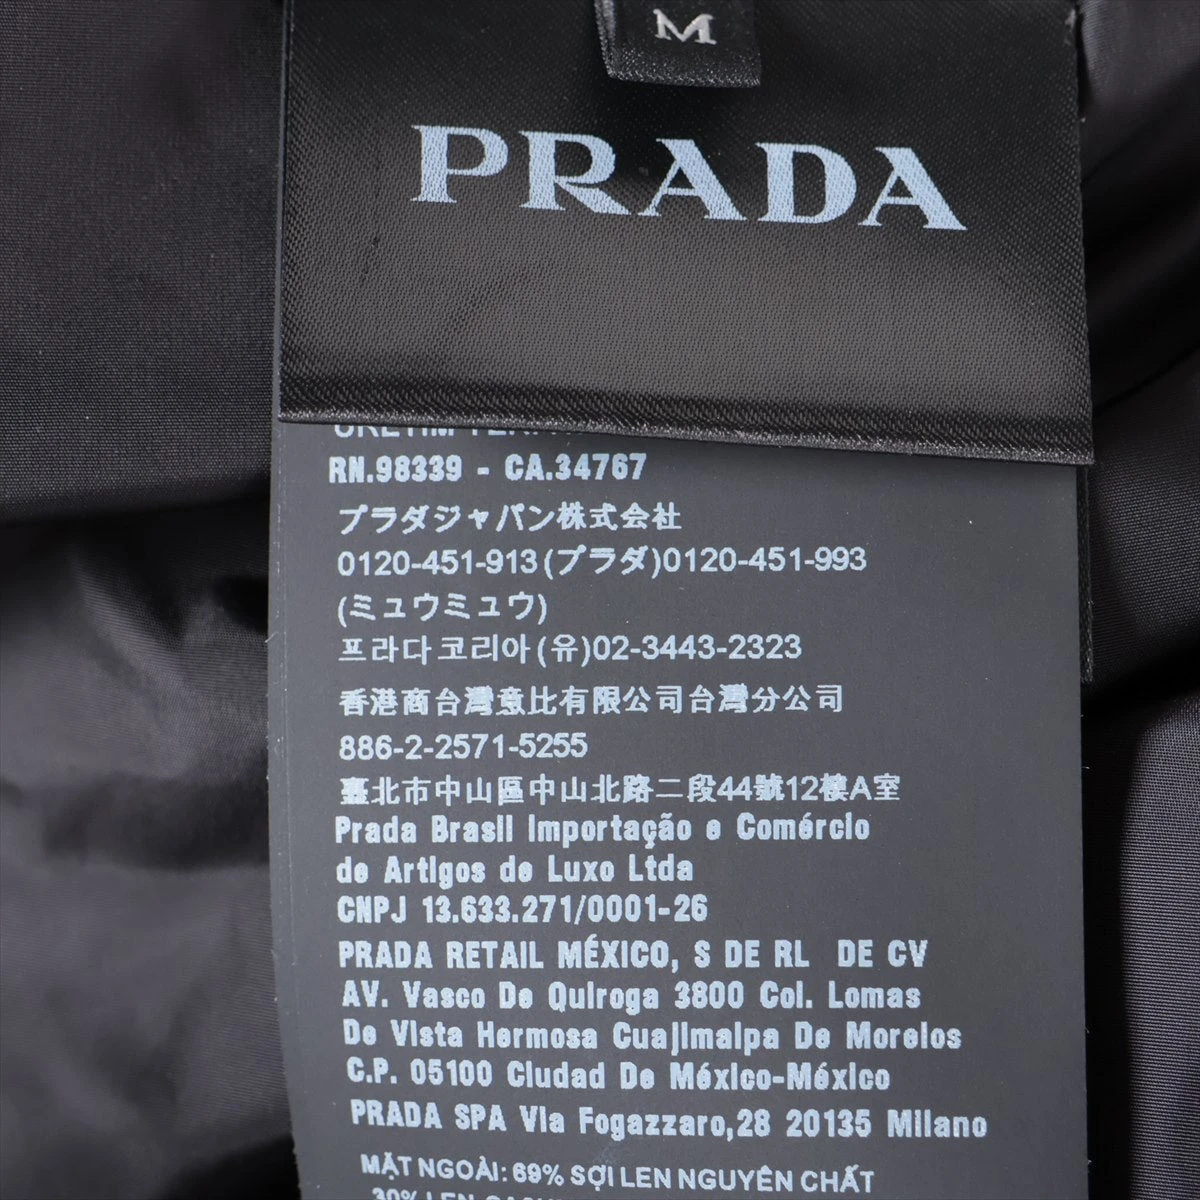 M
PRADA
RN.98339 - CA.34767
プラダジャパン株式会社
0120-451-913(プラダ)0120-451-993
(ミュウミュウ)
프라다코리아(유)02-3443-2323
香港商台灣意比有限公司台灣分公司
886-2-2571-5255
臺北市中山區中山北路二段44號12樓A室
Prada Brasil Importação e Comércio
de Artigos de Luxo Ltda
CNPJ 13.633.271/0001-26
PRADA RETAIL MÉXICO, S DE RL DE CV
AV. Vasco De Quiroga 3800 Col. Lomas
De Vista Hermosa Cuajimalpa De Morelos
C.P. 05100 Ciudad De México-México
PRADA SPA Via Fogazzaro,28 20135 Milano
MẶT NGOÀI: 69% SỢI LEN NGUYÊN CHẤT
30% LEN